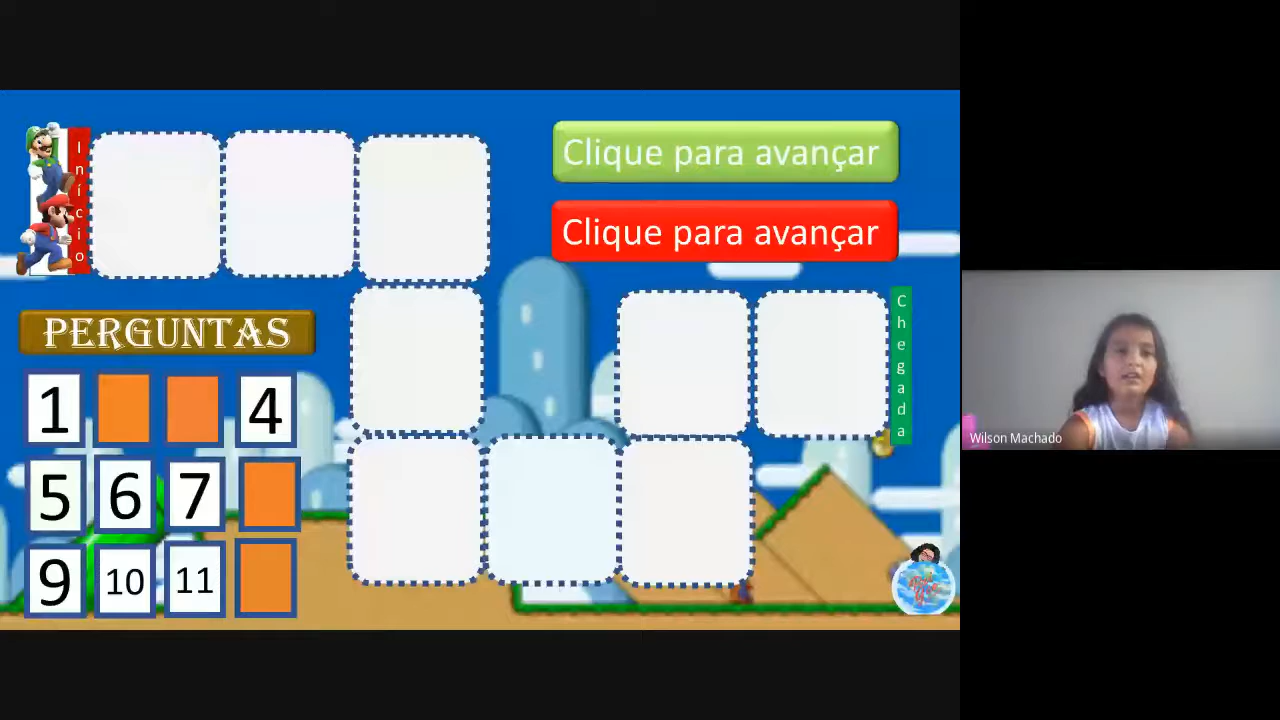 Início
Clique para avançar
Clique para avançar
PERGUNTAS
Chegada
1 4
5 6 7
9 10 11
Wilson Machado